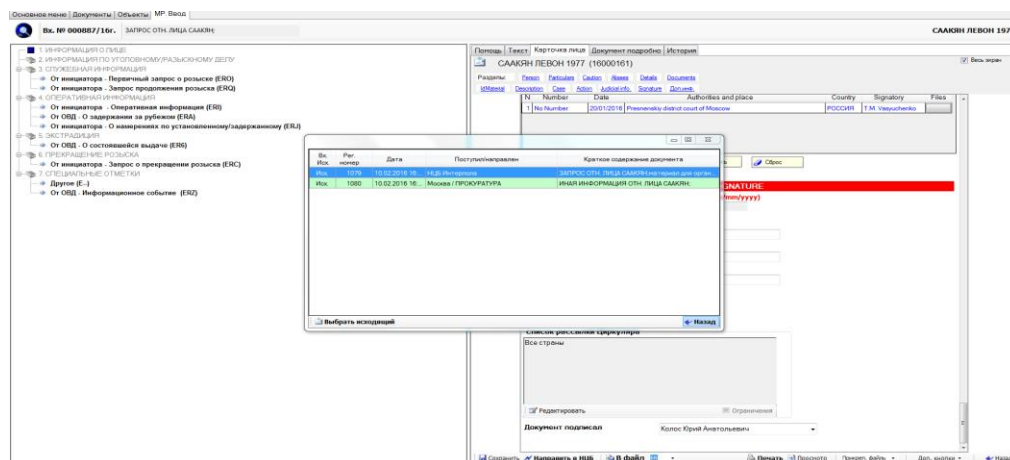 Основное меню Документы Объекты МР. Ввод
Вх. № 000887/16г. ЗАПРОС ОТН. ЛИЦА СААКЯН;
СААКЯН ЛЕВОН 197
1. ИНФОРМАЦИЯ О ЛИЦЕ
2. ИНФОРМАЦИЯ ПО УГОЛОВНОМУ/РАЗЫСКНОМУ ДЕЛУ
3. СЛУЖЕБНАЯ ИНФОРМАЦИЯ
От инициатора - Первичный запрос о розыске (ERO)
От инициатора - Запрос продолжения розыска (ERQ)
4. ОПЕРАТИВНАЯ ИНФОРМАЦИЯ
От инициатора - Оперативная информация (ERI)
От ОВД - О задержании за рубежом (ERA)
От инициатора - О намерениях по установленному/задержанному (ERJ)
5. ЭКСТРАДИЦИЯ
От ОВД - О состоявшейся выдаче (ER6)
6. ПРЕКРАЩЕНИЕ РОЗЫСКА
От инициатора - Запрос о прекращении розыска (ERC)
7. СПЕЦИАЛЬНЫЕ ОТМЕТКИ
Другое (E..)
От ОВД - Информационное событие (ERZ)
Помощь Текст Карточка лица Документ подробно История
СААКЯН ЛЕВОН 1977 (16000161)
Весь экран
Разделы: Person Particulars Caution Aliases Details Documents
IdMaterial Description Case Action Judicial info. Signature Доп.инф.
N Number Date Authorities and place Country Signatory Files
1 No Number 20/01/2016 Presnenskiy district court of Moscow РОССИЯ T.M. Vasyuchenko
Сброс
SIGNATURE
/mm/yyyy)
Вх. Исх. Рег. номер Дата Поступил/направлен Краткое содержание документа
Исх. 1079 10.02.2016 16:... НЦБ Интерпола ЗАПРОС ОТН. ЛИЦА СААКЯН;материал для орган...
Исх. 1080 10.02.2016 16:... Москва / ПРОКУРАТУРА ИНАЯ ИНФОРМАЦИЯ ОТН. ЛИЦА СААКЯН;
Выбрать исходящий
Назад
Список рассылки циркуляра
Все страны
Редактировать Ограничения
Документ подписал Колос Юрий Анатольевич
Сохранить Направить в НЦБ В файл Печать Просмотр Прикреп. файлы Доп. кнопки Назад